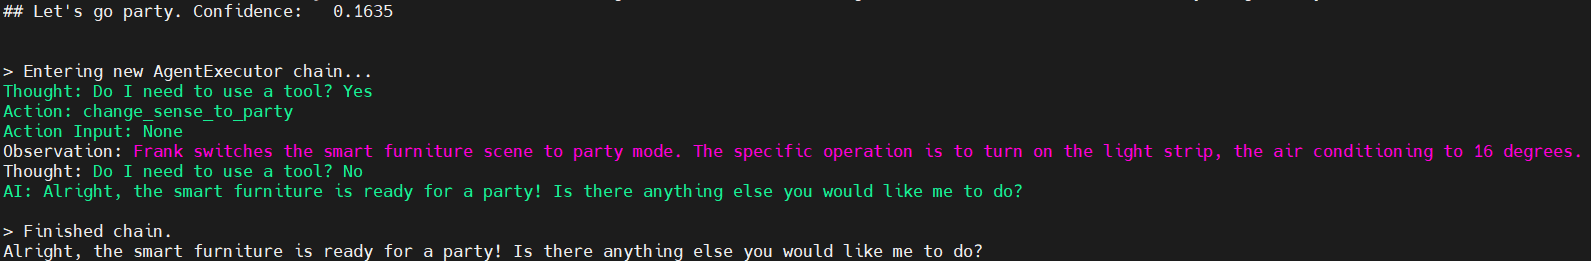 ## Let's go party. Confidence:   0.1635
> Entering new AgentExecutor chain...
Thought: Do I need to use a tool? Yes
Action: change_sense_to_party
Action Input: None
Observation: Frank switches the smart furniture scene to party mode. The specific operation is to turn on the light strip, the air conditioning to 16 degrees.
Thought: Do I need to use a tool? No
AI: Alright, the smart furniture is ready for a party! Is there anything else you would like me to do?
> Finished chain.
Alright, the smart furniture is ready for a party! Is there anything else you would like me to do?